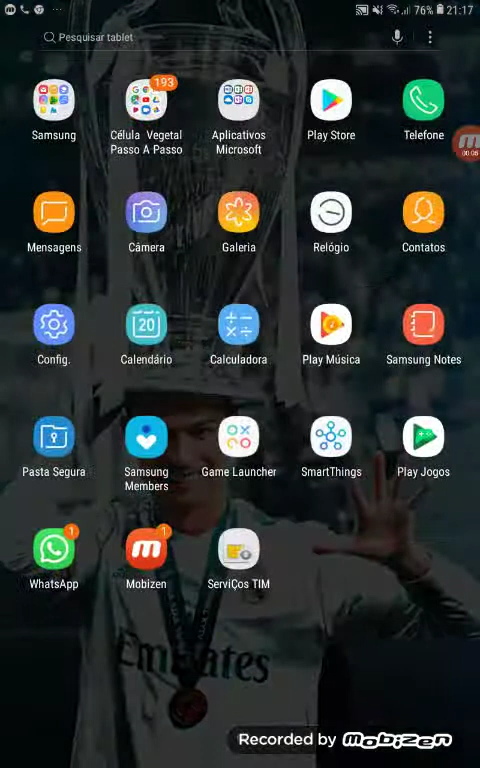 76% 21:17
Pesquisar tablet
193
Samsung
Célula Vegetal
Passo A Passo
Aplicativos
Microsoft
Play Store
Telefone
00:06
Mensagens
Câmera
Galeria
Relógio
Contatos
20
Config.
Calendário
Calculadora
Play Música
Samsung Notes
Pasta Segura
Samsung
Members
Game Launcher
SmartThings
Play Jogos
1
1
WhatsApp
Mobizen
ServiÇos TIM
Emirates
Recorded by mobizen